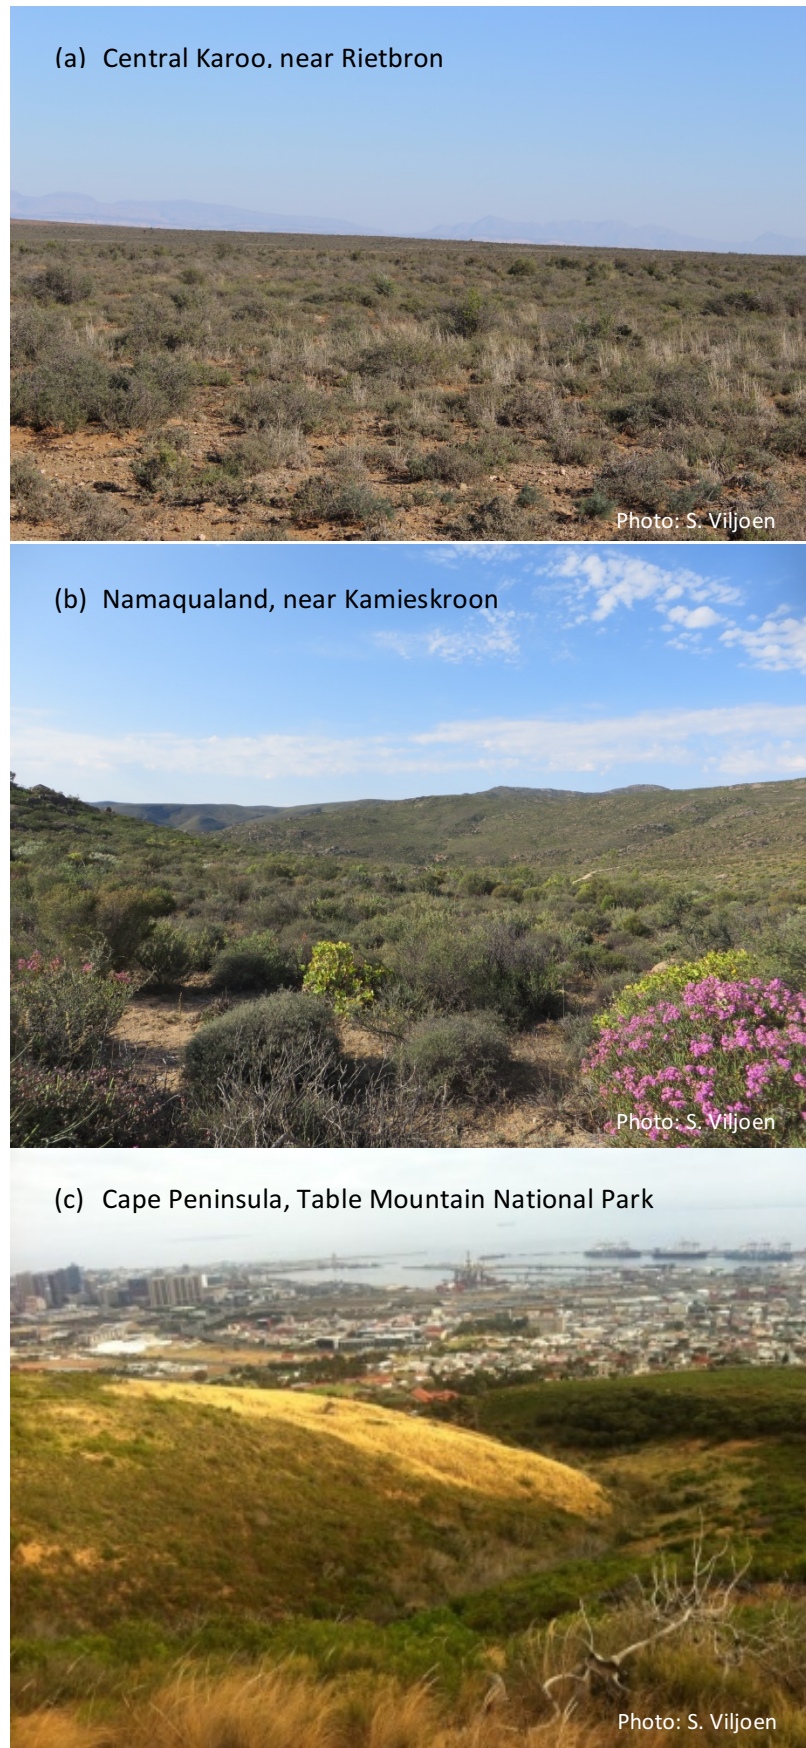 (a) Central Karoo, near Rietbron
Photo: S. Viljoen
(b) Namaqualand, near Kamieskroon
Photo: S. Viljoen
(c) Cape Peninsula, Table Mountain National Park
Photo: S. Viljoen